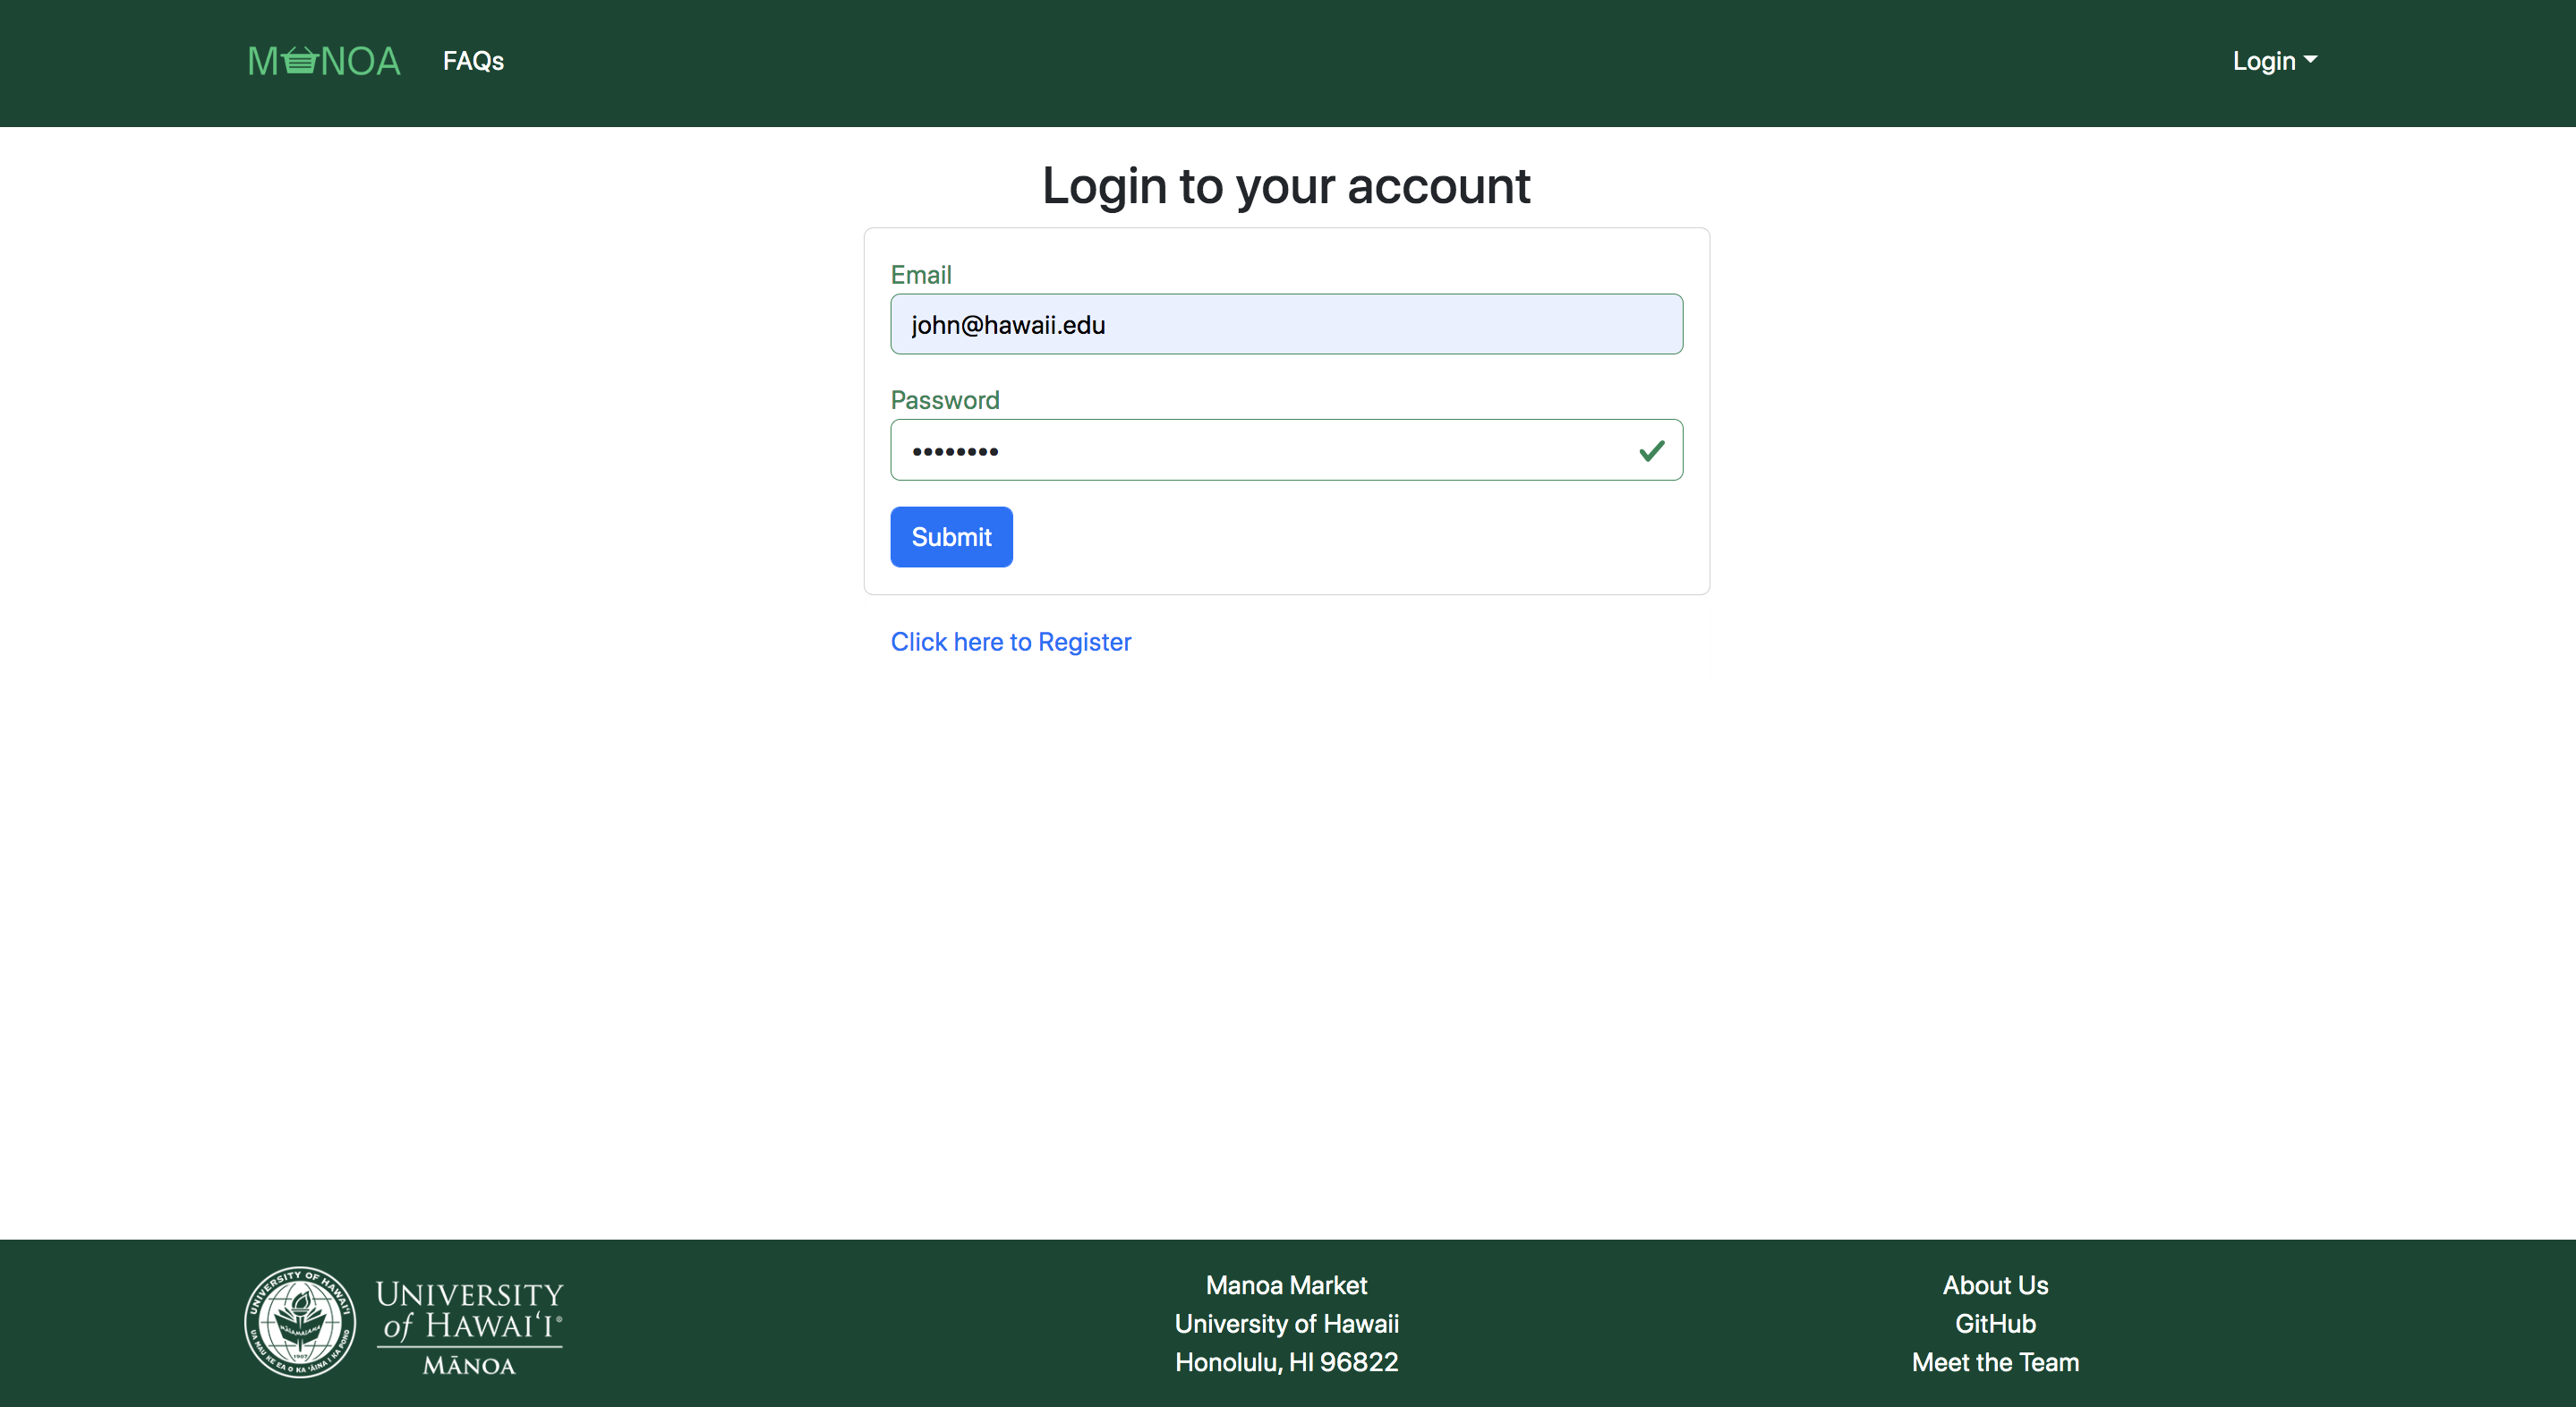 M NOA
FAQs
Login
Login to your account
Email
john@hawaii.edu
Password
••••••••
Submit
Click here to Register
UNIVERSITY OF HAWAIʻI
UA MAU KE EA O KA ʻĀINA I KA PONO
MĀLAMALAMA
1907
UNIVERSITY
of HAWAIʻI®
MĀNOA
Manoa Market
University of Hawaii
Honolulu, HI 96822
About Us
GitHub
Meet the Team